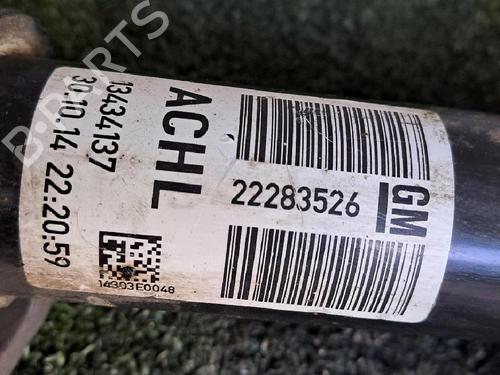 B-PARTS
13434137
30.10.14 22:20:59
ACHL
14303E0048
22283526
GM